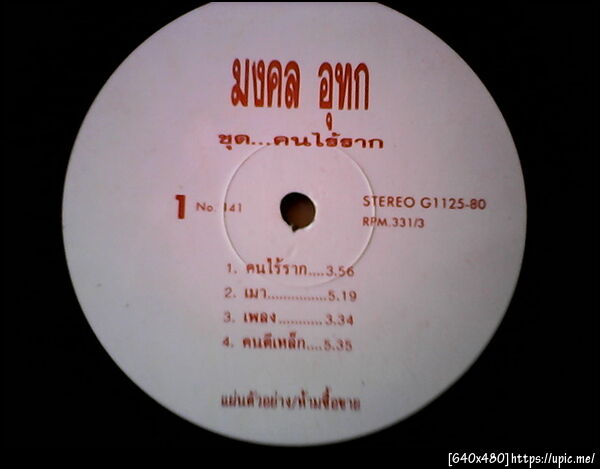 มงคล อุทก
ชุด...คนไร้ราก
1 No. 141
STEREO G1125-80
RPM.331/3
1. คนไร้ราก....3.56
2. เมา..............5.19
3. เพลง..........3.34
4. คนตีเหล็ก....5.35
แผ่นตัวอย่าง/ห้ามซื้อขาย
[640x480]https://upic.me/